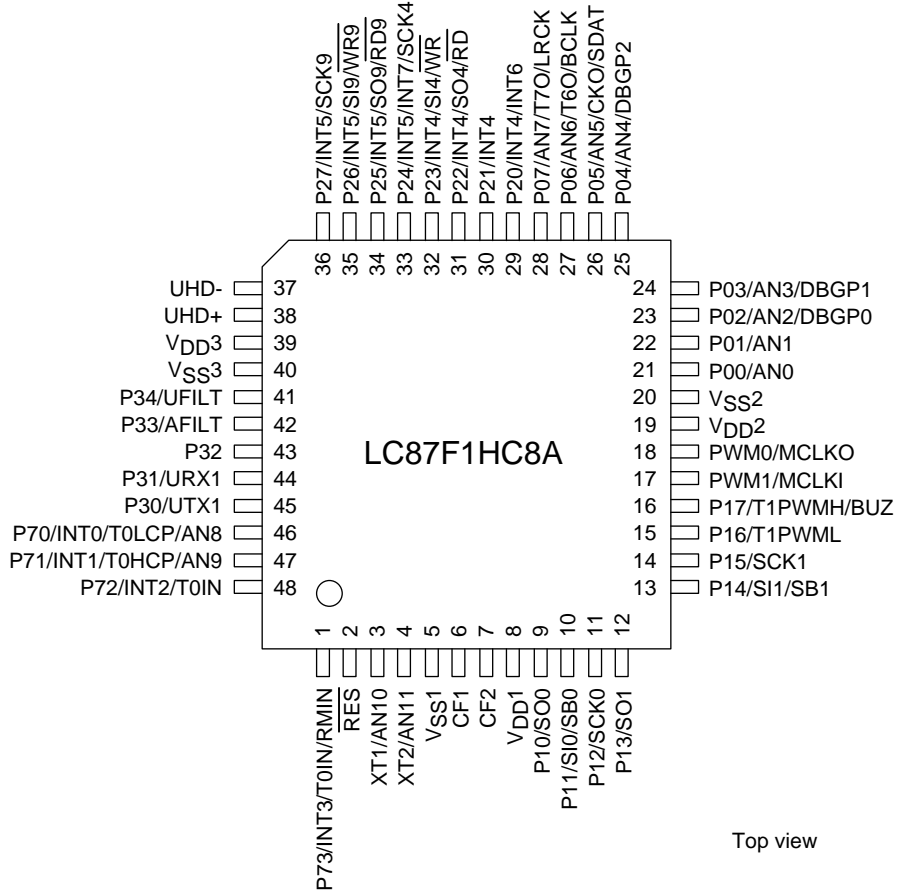 P27/INT5/SCK9
P26/INT5/SI9/WR9
P25/INT5/SO9/RD9
P24/INT5/INT7/SCK4
P23/INT4/SI4/WR
P22/INT4/SO4/RD
P21/INT4
P20/INT4/INT6
P07/AN7/T7O/LRCK
P06/AN6/T6O/BCLK
P05/AN5/CKO/SDAT
P04/AN4/DBGP2
36
35
34
33
32
31
30
29
28
27
26
25
UHD- 37
UHD+ 38
VDD3 39
VSS3 40
P34/UFILT 41
P33/AFILT 42
P32 43
P31/URX1 44
P30/UTX1 45
P70/INT0/T0LCP/AN8 46
P71/INT1/T0HCP/AN9 47
P72/INT2/T0IN 48
LC87F1HC8A
24 P03/AN3/DBGP1
23 P02/AN2/DBGP0
22 P01/AN1
21 P00/AN0
20 VSS2
19 VDD2
18 PWM0/MCLKO
17 PWM1/MCLKI
16 P17/T1PWMH/BUZ
15 P16/T1PWML
14 P15/SCK1
13 P14/SI1/SB1
1
2
3
4
5
6
7
8
9
10
11
12
P73/INT3/T0IN/RMIN
RES
XT1/AN10
XT2/AN11
VSS1
CF1
CF2
VDD1
P10/SO0
P11/SI0/SB0
P12/SCK0
P13/SO1
Top view